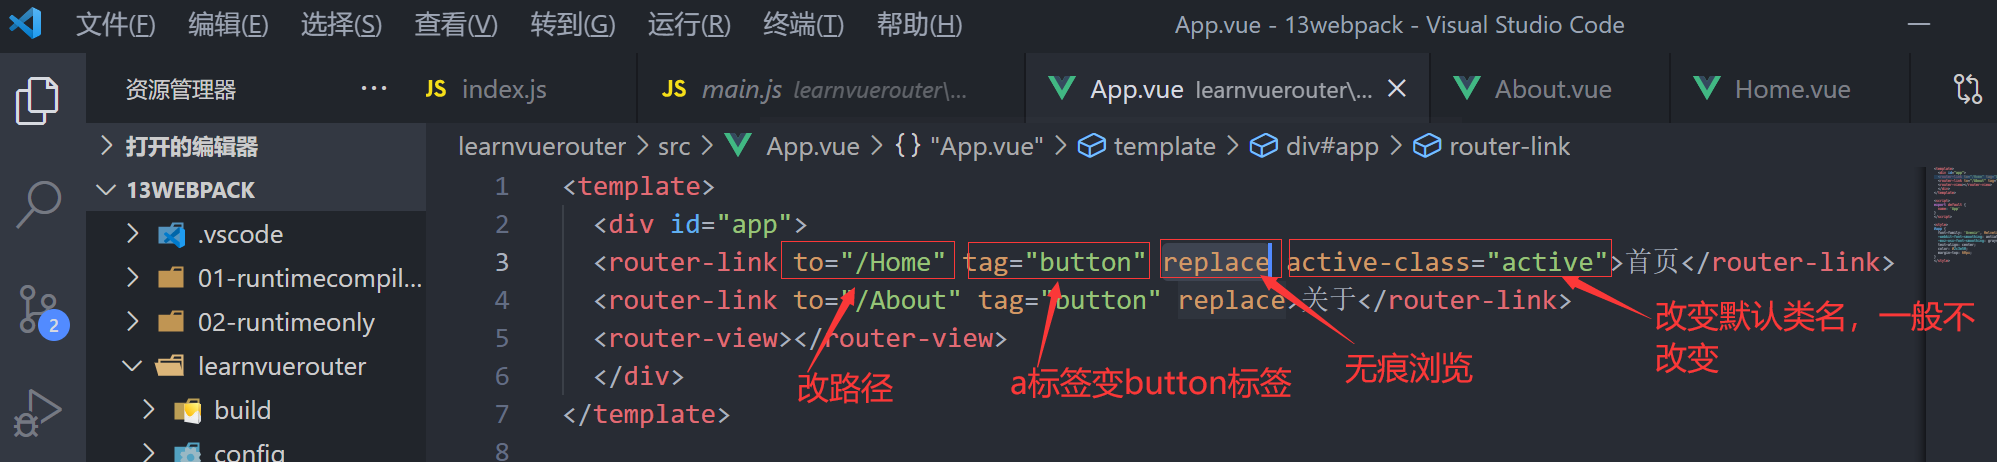 文件(F) 编辑(E) 选择(S) 查看(V) 转到(G) 运行(R) 终端(T) 帮助(H) App.vue - 13webpack - Visual Studio Code
资源管理器 ··· JS index.js JS main.js learnvuerouter\... App.vue learnvuerouter\... About.vue Home.vue
打开的编辑器
learnvuerouter > src > App.vue > {} "App.vue" > template > div#app > router-link
13WEBPACK
.vscode
01-runtimecompil...
02-runtimeonly
learnvuerouter
build
config
2
1 <template>
2 <div id="app">
3 <router-link to="/Home" tag="button" replace active-class="active">首页</router-link>
4 <router-link to="/About" tag="button" replace>关于</router-link>
5 <router-view></router-view>
6 </div>
7 </template>
8
改路径
a标签变button标签
无痕浏览
改变默认类名，一般不
改变